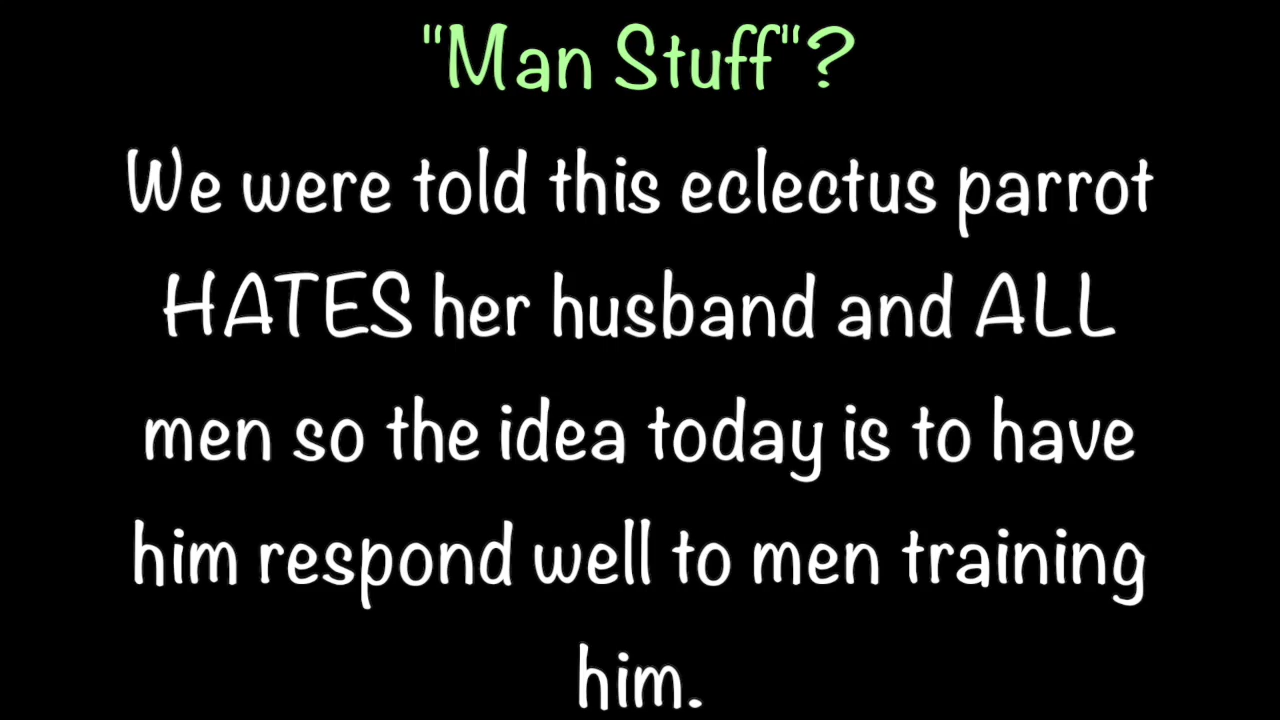 "Man Stuff"?
We were told this eclectus parrot
HATES her husband and ALL
men so the idea today is to have
him respond well to men training
him.